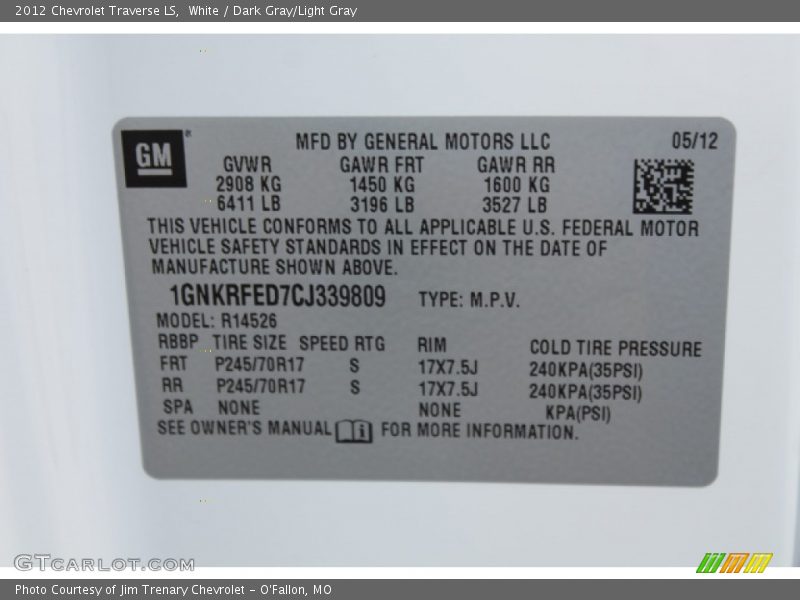 2012 Chevrolet Traverse LS,  White / Dark Gray/Light Gray
GM®
MFD BY GENERAL MOTORS LLC 05/12
GVWR GAWR FRT GAWR RR
2908 KG 1450 KG 1600 KG
6411 LB 3196 LB 3527 LB
THIS VEHICLE CONFORMS TO ALL APPLICABLE U.S. FEDERAL MOTOR
VEHICLE SAFETY STANDARDS IN EFFECT ON THE DATE OF
MANUFACTURE SHOWN ABOVE.
1GNKRFED7CJ339809 TYPE: M.P.V.
MODEL: R14526
RBBP TIRE SIZE SPEED RTG RIM COLD TIRE PRESSURE
FRT P245/70R17 S 17X7.5J 240KPA(35PSI)
RR P245/70R17 S 17X7.5J 240KPA(35PSI)
SPA NONE NONE KPA(PSI)
SEE OWNER'S MANUAL i FOR MORE INFORMATION.
GTCARLOT.COM
Photo Courtesy of Jim Trenary Chevrolet - O'Fallon, MO